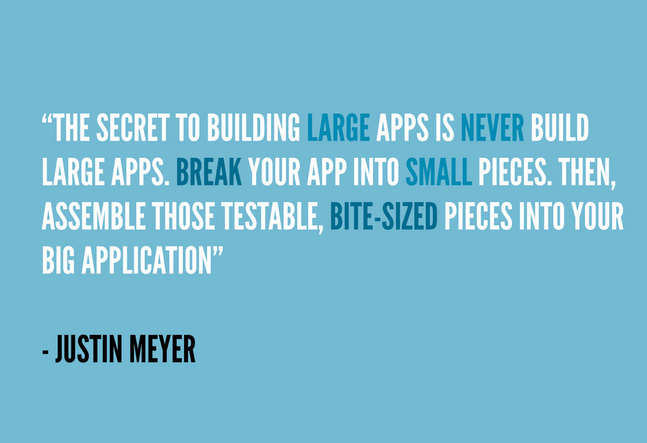 “THE SECRET TO BUILDING LARGE APPS IS NEVER BUILD
LARGE APPS. BREAK YOUR APP INTO SMALL PIECES. THEN,
ASSEMBLE THOSE TESTABLE, BITE-SIZED PIECES INTO YOUR
BIG APPLICATION”
- JUSTIN MEYER